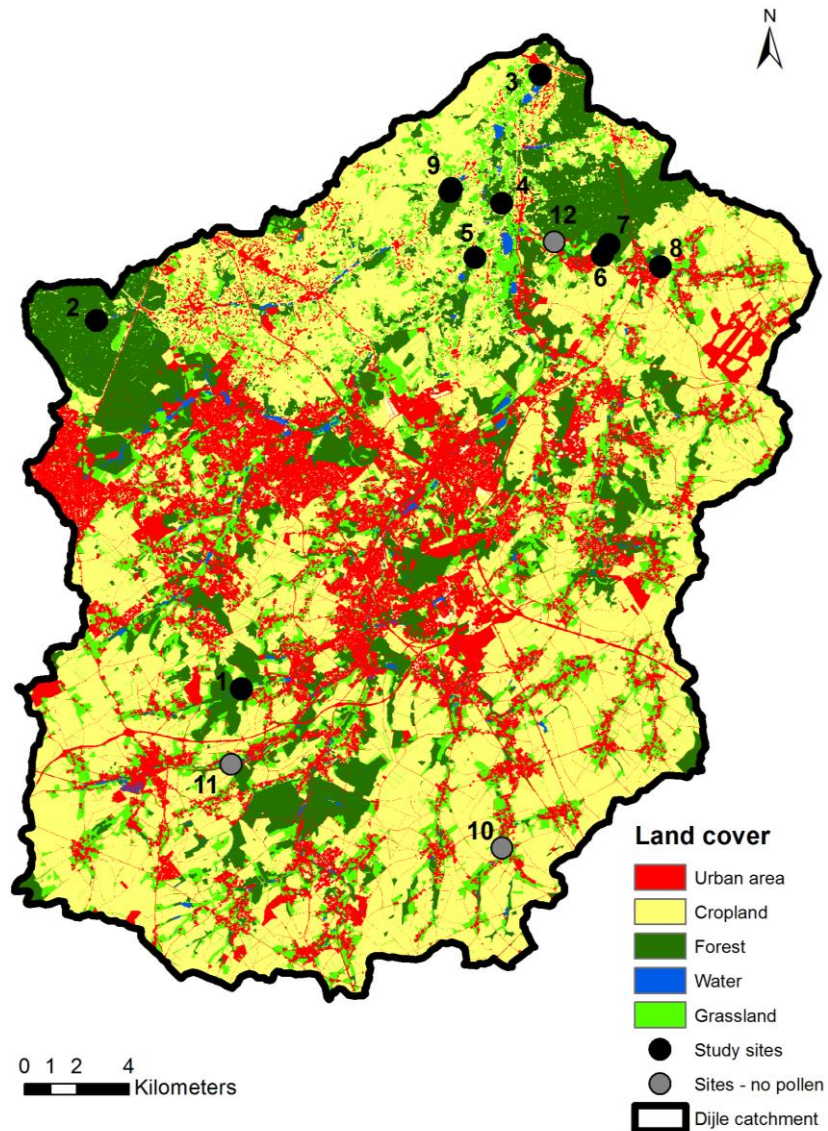 N
3
9
4
12
7
5
6
8
2
1
11
10
Land cover
Urban area
Cropland
Forest
Water
Grassland
Study sites
Sites - no pollen
Dijle catchment
0 1 2 4
Kilometers